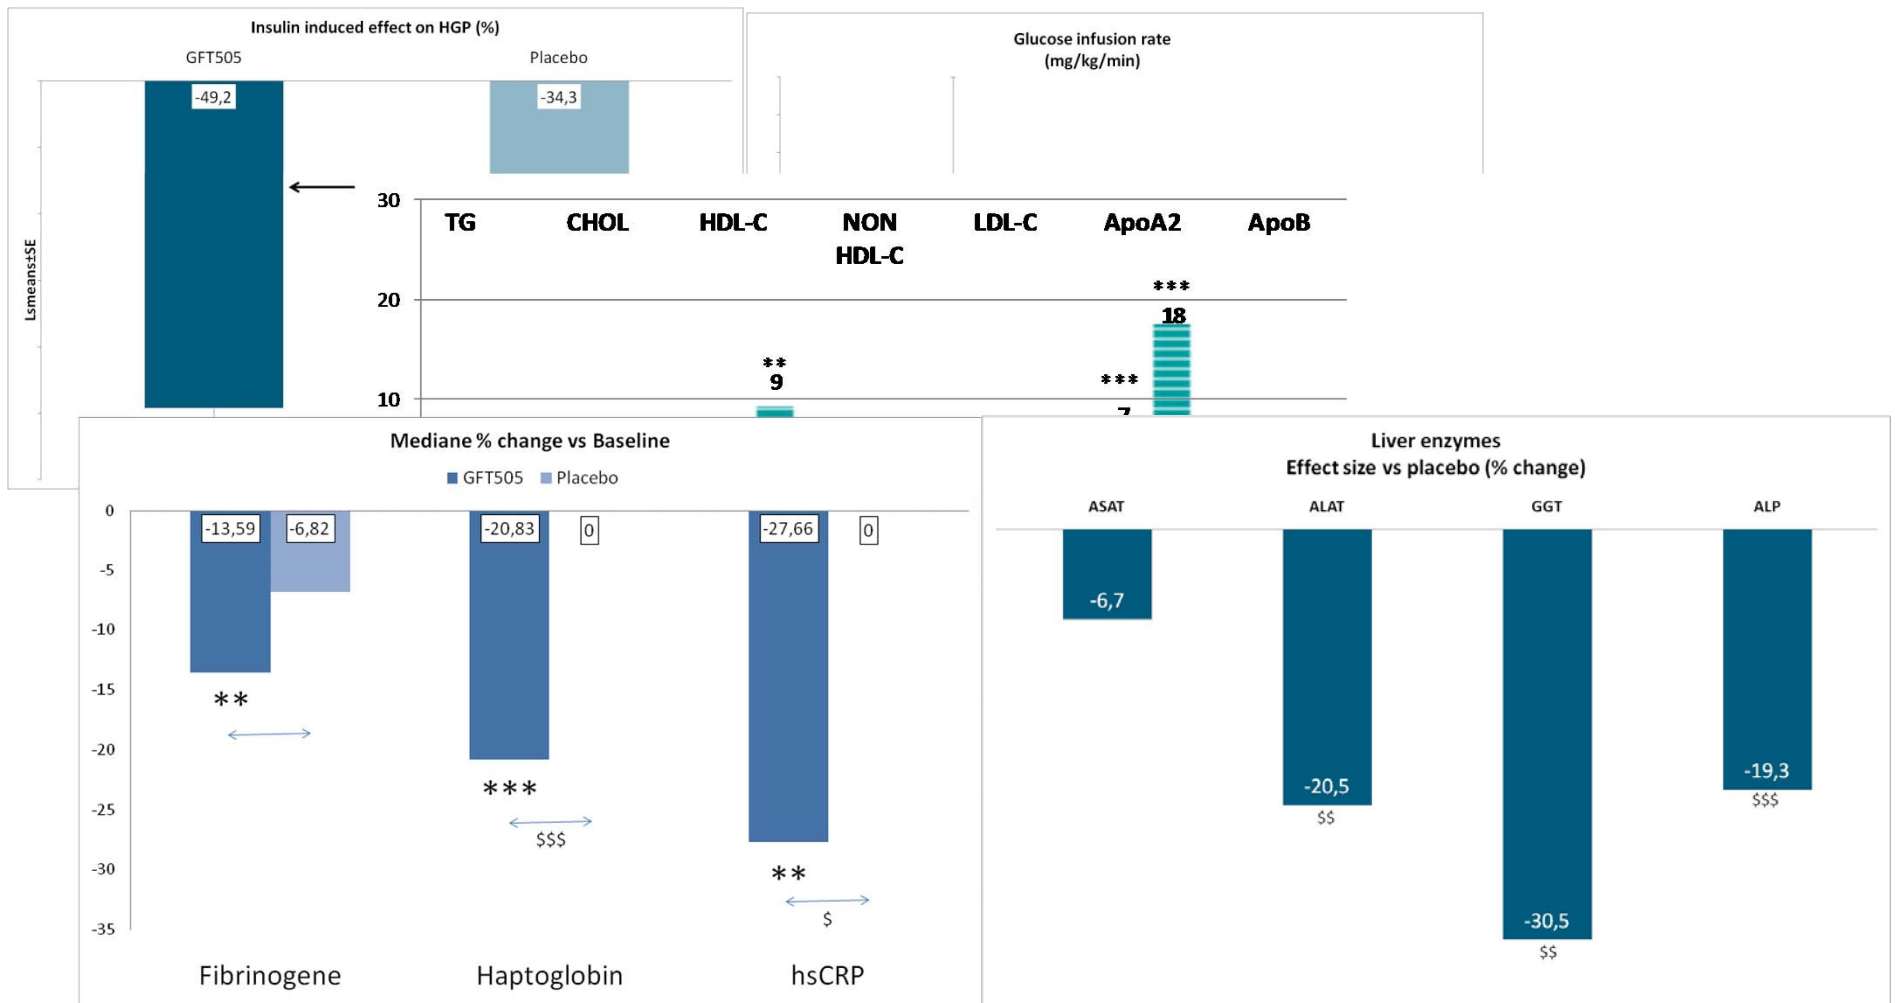 Insulin induced effect on HGP (%)
GFT505 Placebo
-49,2 -34,3
Lsmeans±SE
Glucose infusion rate
(mg/kg/min)
30
TG CHOL HDL-C NON LDL-C ApoA2 ApoB
HDL-C
20
***
18
**
9
***
7
10
Mediane % change vs Baseline
GFT505 Placebo
0
-13,59 -6,82 -20,83 0 -27,66 0
-5
-10
-15
**
-20
***
$$$
-25
-30
**
$
-35
Fibrinogene Haptoglobin hsCRP
Liver enzymes
Effect size vs placebo (% change)
ASAT ALAT GGT ALP
-6,7
-20,5
$$
-30,5
$$
-19,3
$$$